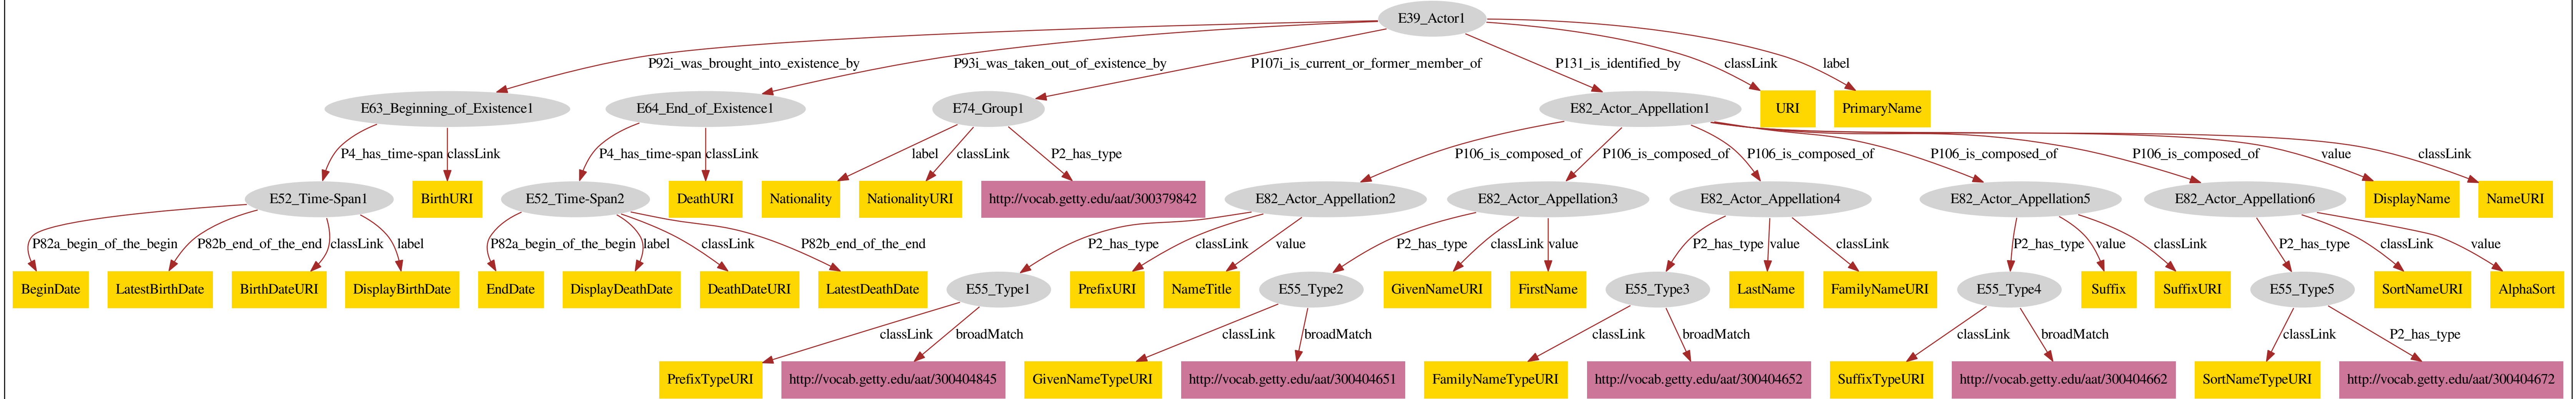 E39_Actor1
P92i_was_brought_into_existence_by
P93i_was_taken_out_of_existence_by
P107i_is_current_or_former_member_of
P131_is_identified_by
classLink
label
E63_Beginning_of_Existence1
E64_End_of_Existence1
E74_Group1
E82_Actor_Appellation1
URI
PrimaryName
P4_has_time-span
classLink
P4_has_time-span
classLink
label
classLink
P2_has_type
P106_is_composed_of
P106_is_composed_of
P106_is_composed_of
P106_is_composed_of
P106_is_composed_of
value
classLink
E52_Time-Span1
BirthURI
E52_Time-Span2
DeathURI
Nationality
NationalityURI
http://vocab.getty.edu/aat/300379842
E82_Actor_Appellation2
E82_Actor_Appellation3
E82_Actor_Appellation4
E82_Actor_Appellation5
E82_Actor_Appellation6
DisplayName
NameURI
P82a_begin_of_the_begin
P82b_end_of_the_end
classLink
label
P82a_begin_of_the_begin
label
classLink
P82b_end_of_the_end
P2_has_type
classLink
value
P2_has_type
classLink
value
P2_has_type
value
classLink
P2_has_type
value
classLink
P2_has_type
classLink
value
BeginDate
LatestBirthDate
BirthDateURI
DisplayBirthDate
EndDate
DisplayDeathDate
DeathDateURI
LatestDeathDate
E55_Type1
PrefixURI
NameTitle
E55_Type2
GivenNameURI
FirstName
E55_Type3
LastName
FamilyNameURI
E55_Type4
Suffix
SuffixURI
E55_Type5
SortNameURI
AlphaSort
classLink
broadMatch
classLink
broadMatch
classLink
broadMatch
classLink
broadMatch
classLink
P2_has_type
PrefixTypeURI
http://vocab.getty.edu/aat/300404845
GivenNameTypeURI
http://vocab.getty.edu/aat/300404651
FamilyNameTypeURI
http://vocab.getty.edu/aat/300404652
SuffixTypeURI
http://vocab.getty.edu/aat/300404662
SortNameTypeURI
http://vocab.getty.edu/aat/300404672